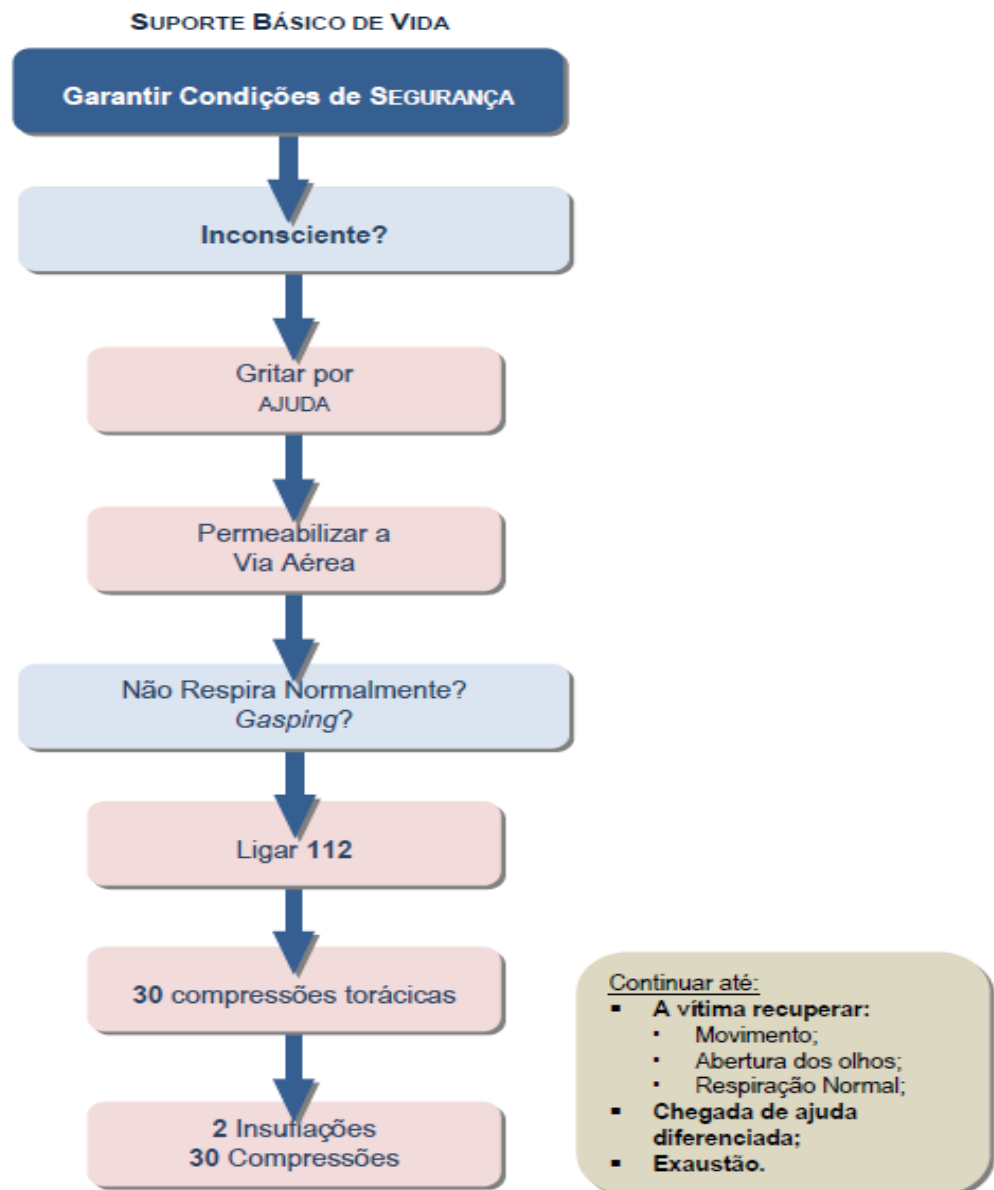 SUPORTE BÁSICO DE VIDA
Garantir Condições de SEGURANÇA
Inconsciente?
Gritar por
AJUDA
Permeabilizar a
Via Aérea
Não Respira Normalmente?
Gasping?
Ligar 112
30 compressões torácicas
2 Insuflações
30 Compressões
Continuar até:
▪ A vítima recuperar:
▪ Movimento;
▪ Abertura dos olhos;
▪ Respiração Normal;
▪ Chegada de ajuda
diferenciada;
▪ Exaustão.